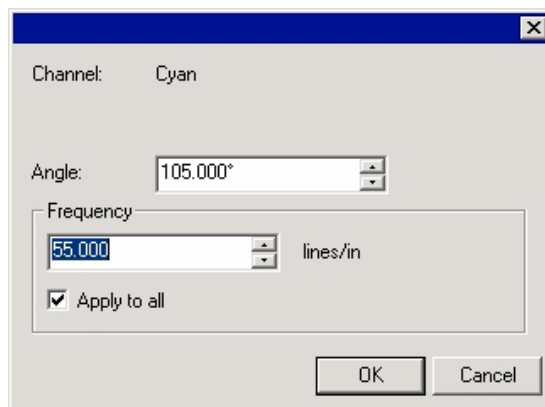 Channel: Cyan
Angle: 105.000°
Frequency
55.000 lines/in
Apply to all
OK Cancel